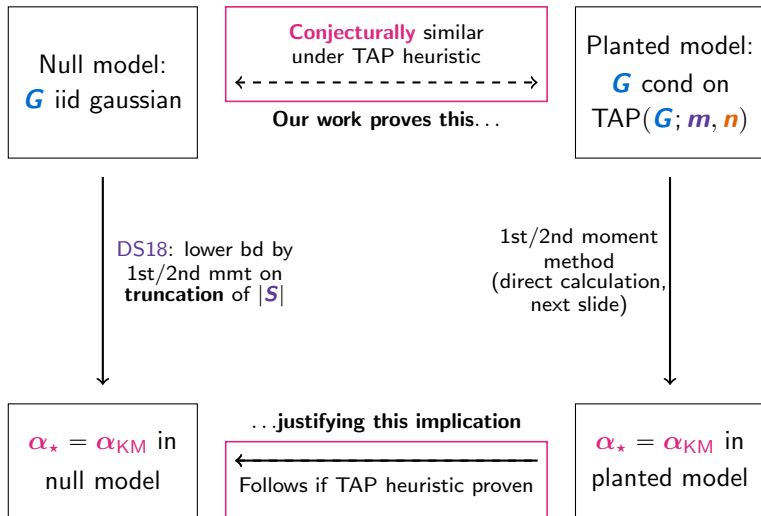 Null model:
G iid gaussian
Conjecturally similar
under TAP heuristic
Our work proves this...
Planted model:
G cond on
TAP(G; m, n)
DS18: lower bd by
1st/2nd mmt on
truncation of |S|
1st/2nd moment
method
(direct calculation,
next slide)
α⋆ = αKM in
null model
...justifying this implication
Follows if TAP heuristic proven
α⋆ = αKM in
planted model